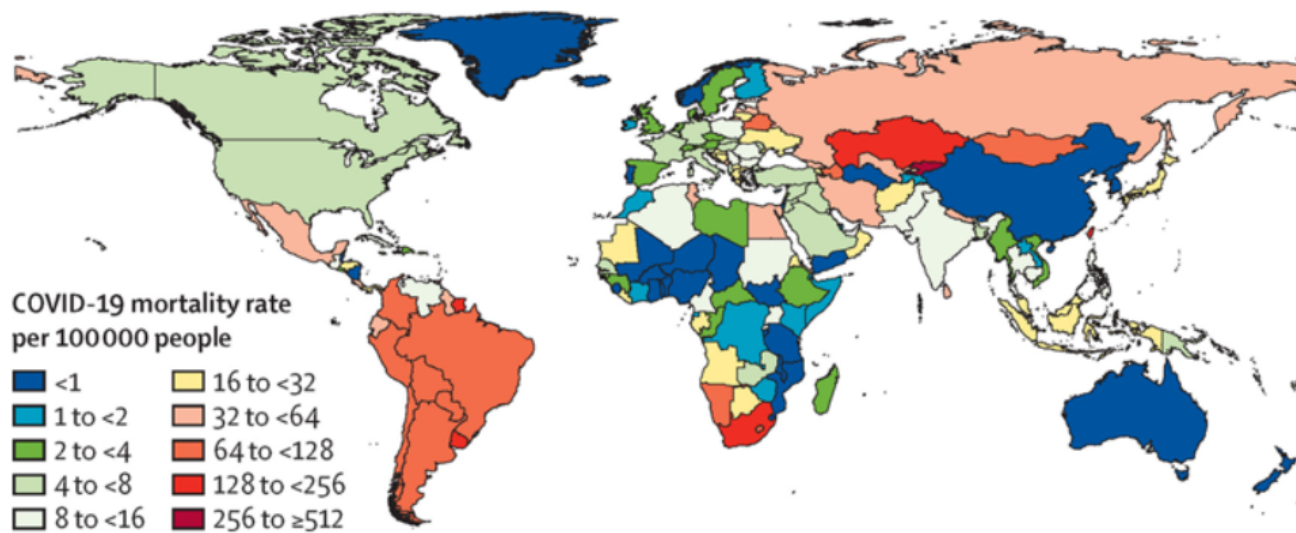 COVID-19 mortality rate
per 100 000 people
<1
1 to <2
2 to <4
4 to <8
8 to <16
16 to <32
32 to <64
64 to <128
128 to <256
256 to ≥512